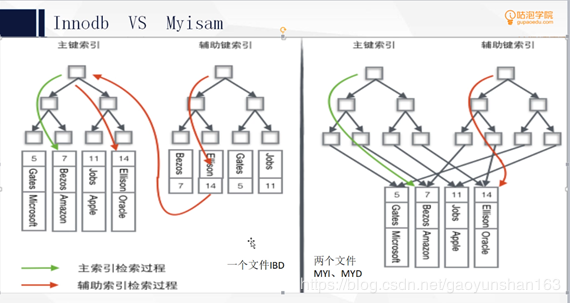 Innodb VS Myisam
咕泡学院
gupaoedu.com
主键索引
辅助键索引
5
Gates
Microsoft
7
Bezos
Amazon
11
Jobs
Apple
14
Ellison
Oracle
Bezos
7
Ellison
14
Gates
5
Jobs
11
一个文件IBD
主索引检索过程
辅助索引检索过程
主键索引
辅助键索引
5
Gates
Microsoft
7
Bezos
Amazon
11
Jobs
Apple
14
Ellison
Oracle
两个文件
MYI、MYD
https://blog.csdn.net/gaoyunshan163